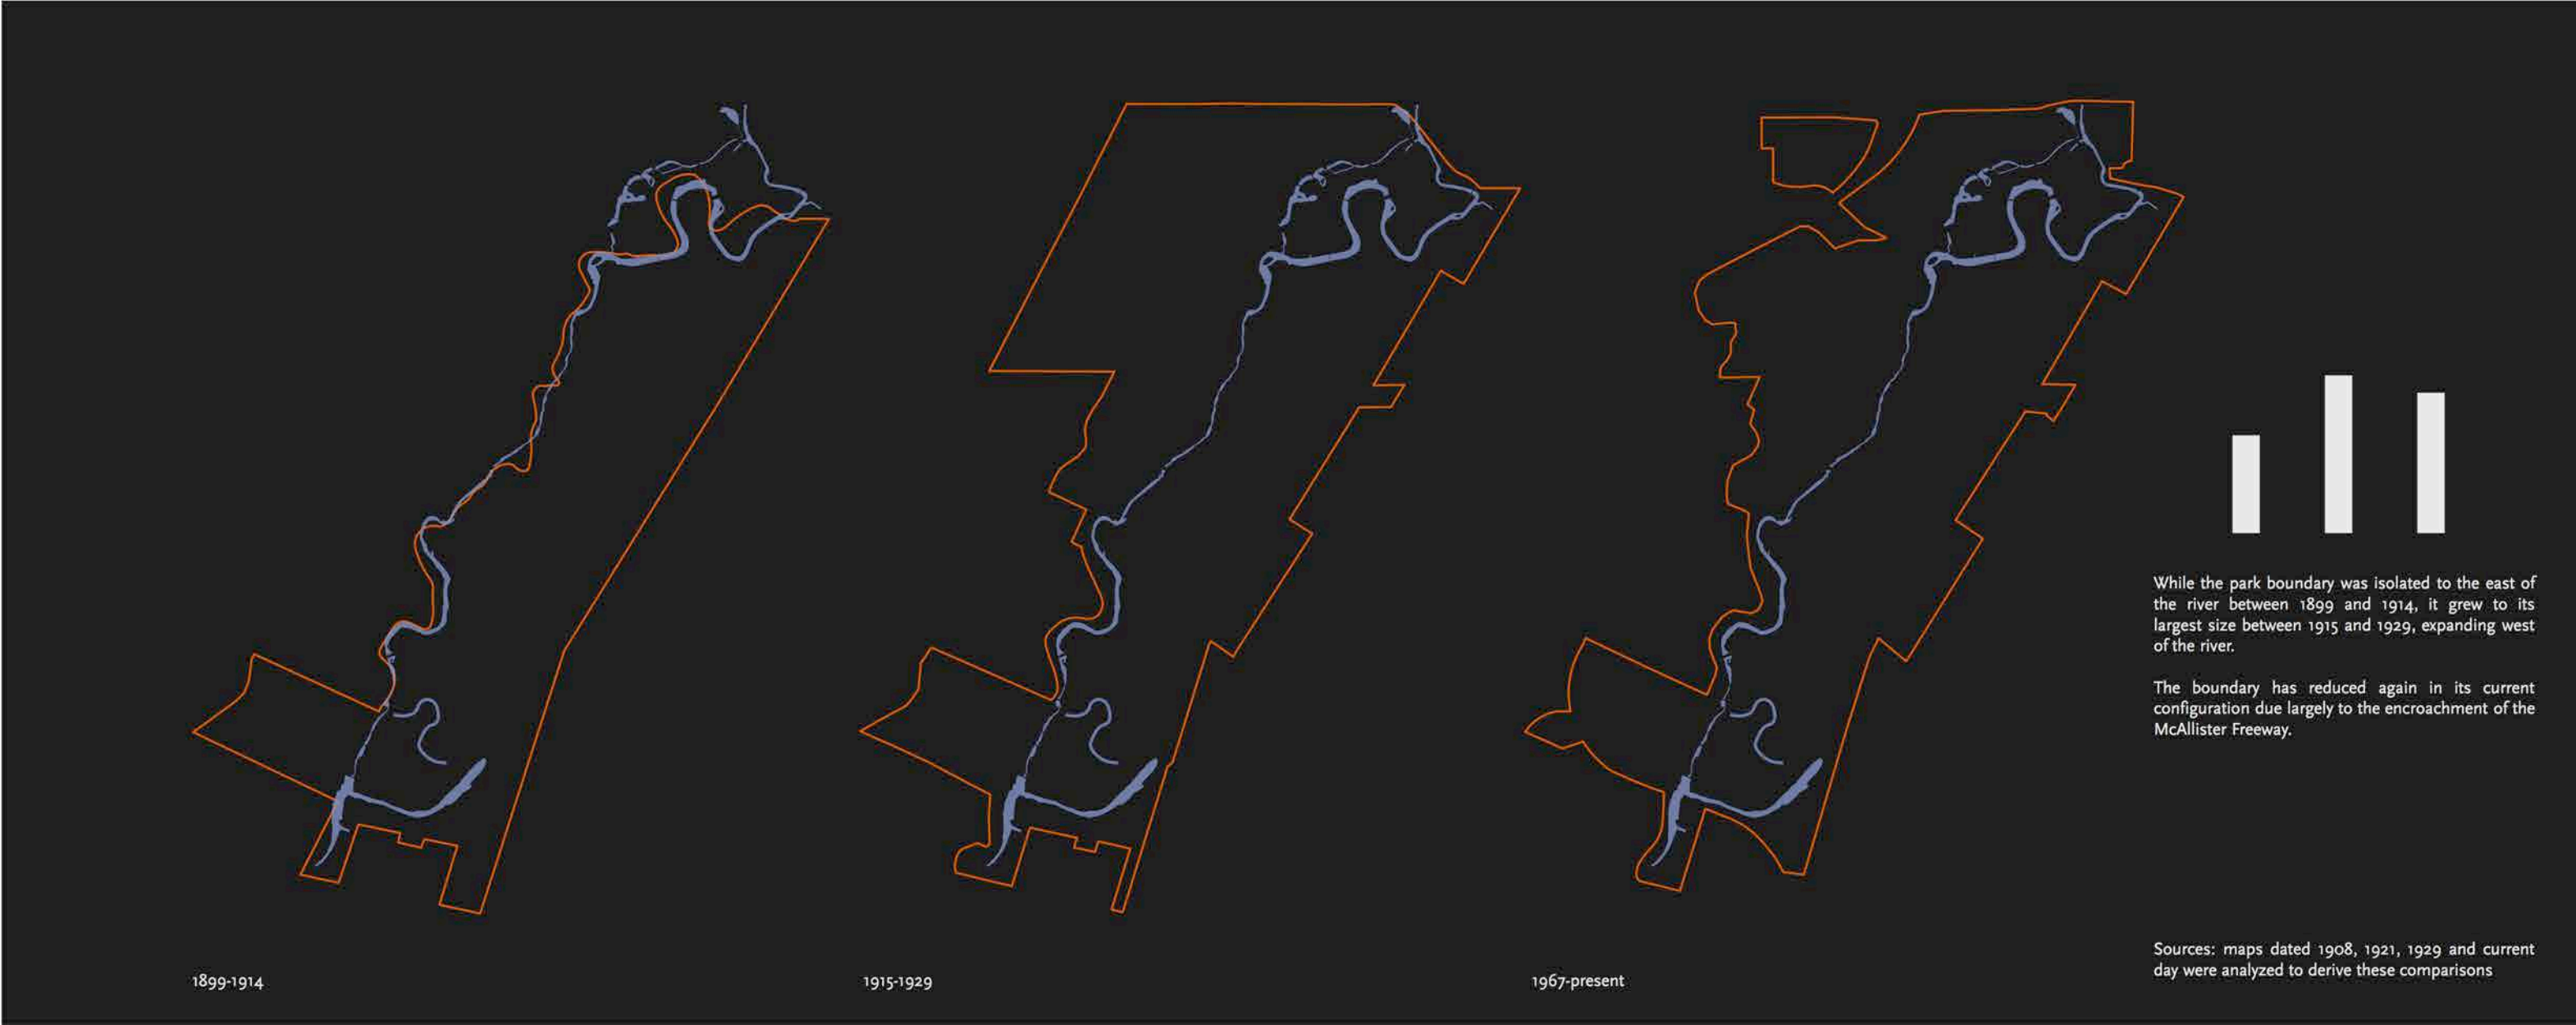 While the park boundary was isolated to the east of
the river between 1899 and 1914, it grew to its
largest size between 1915 and 1929, expanding west
of the river.
The boundary has reduced again in its current
configuration due largely to the encroachment of the
McAllister Freeway.
Sources: maps dated 1908, 1921, 1929 and current
day were analyzed to derive these comparisons
1899-1914
1915-1929
1967-present